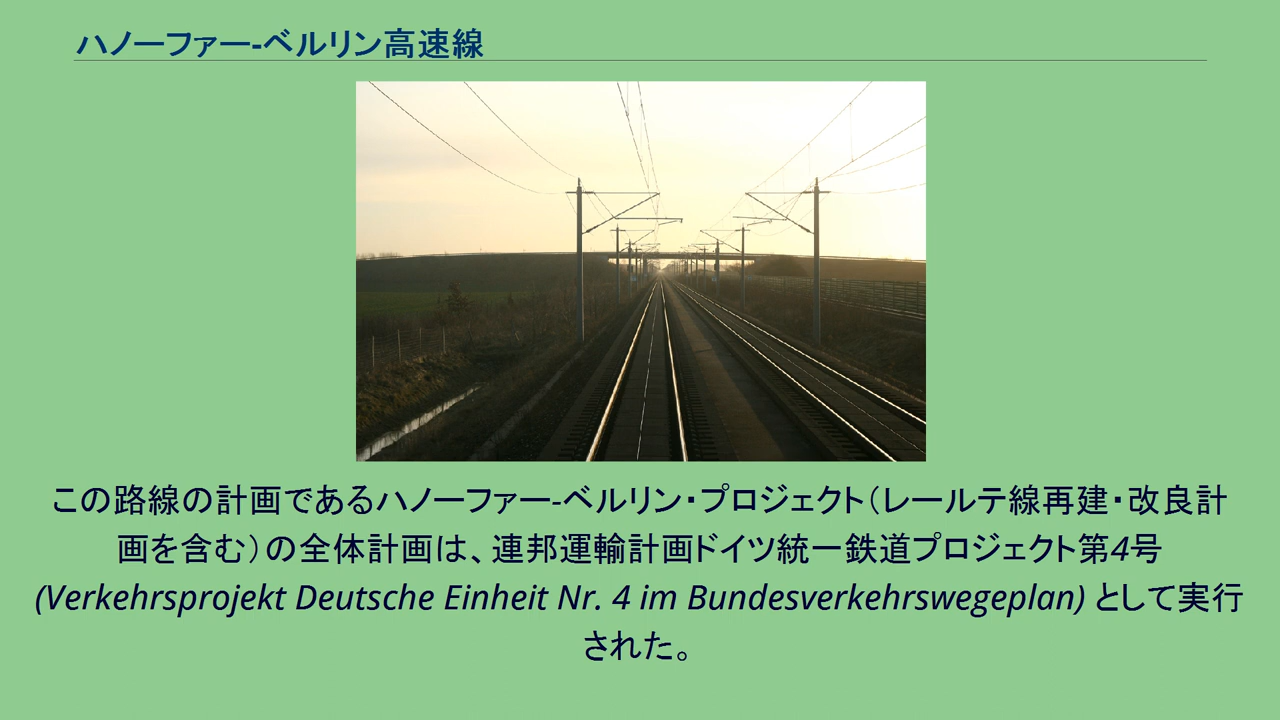 ハノーファー-ベルリン高速線
この路線の計画であるハノーファー-ベルリン・プロジェクト（レールテ線再建・改良計
画を含む）の全体計画は、連邦運輸計画ドイツ統一鉄道プロジェクト第4号
(Verkehrsprojekt Deutsche Einheit Nr. 4 im Bundesverkehrswegeplan) として実行
された。